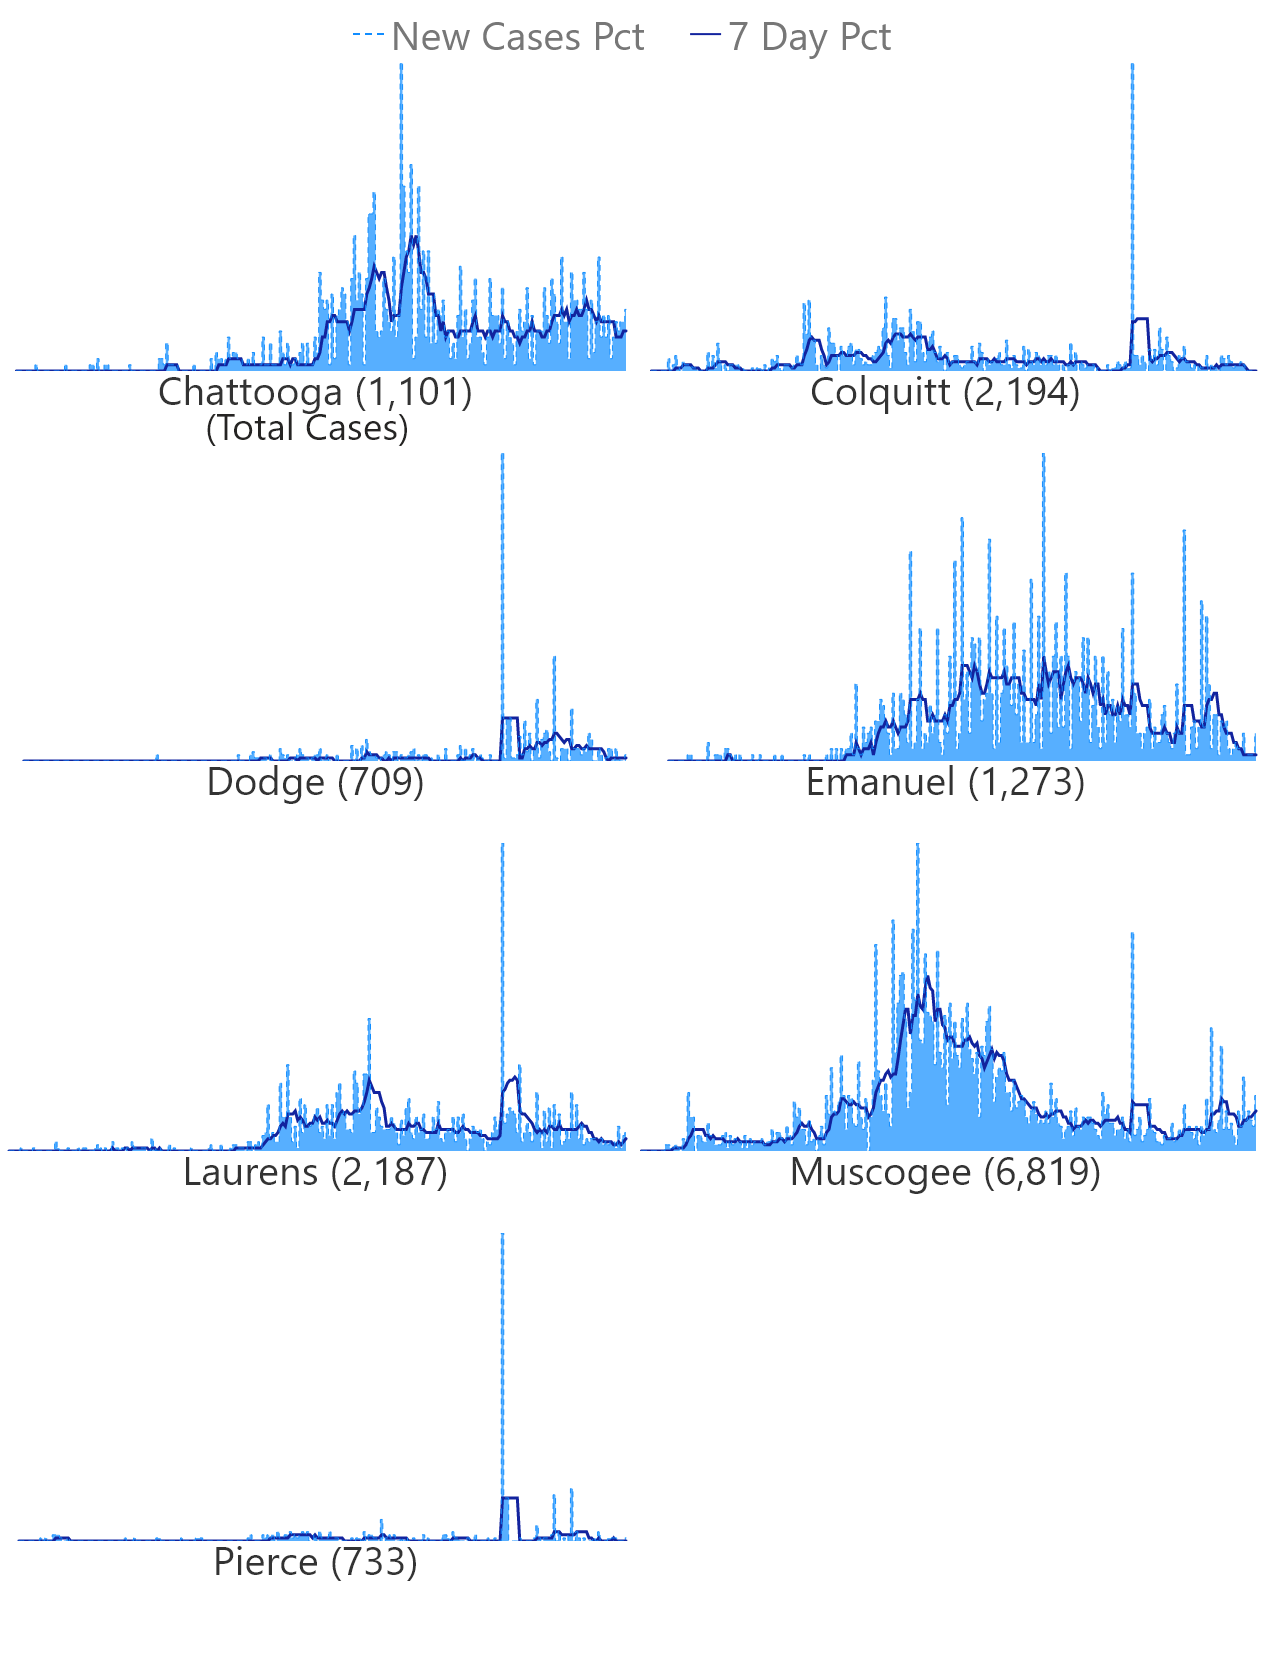 New Cases Pct 7 Day Pct
Chattooga (1,101) Colquitt (2,194)
(Total Cases)
Dodge (709) Emanuel (1,273)
Laurens (2,187) Muscogee (6,819)
Pierce (733)